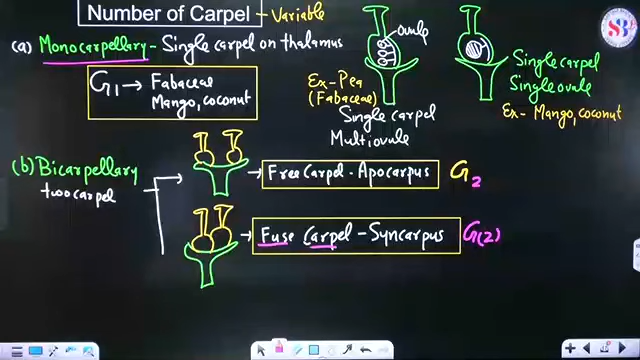 Number of Carpel - Variable
(a) Monocarpellary - Single carpel on thalamus
G1 → Fabaceae
Mango, coconut
ovule
Ex - Pea
(Fabaceae)
Single carpel
Multiovule
Single carpel
Single ovule
Ex - Mango, coconut
(b) Bicarpellary
two carpel
Free Carpel - Apocarpus G2
Fuse Carpel - Syncarpus G(2)
SB